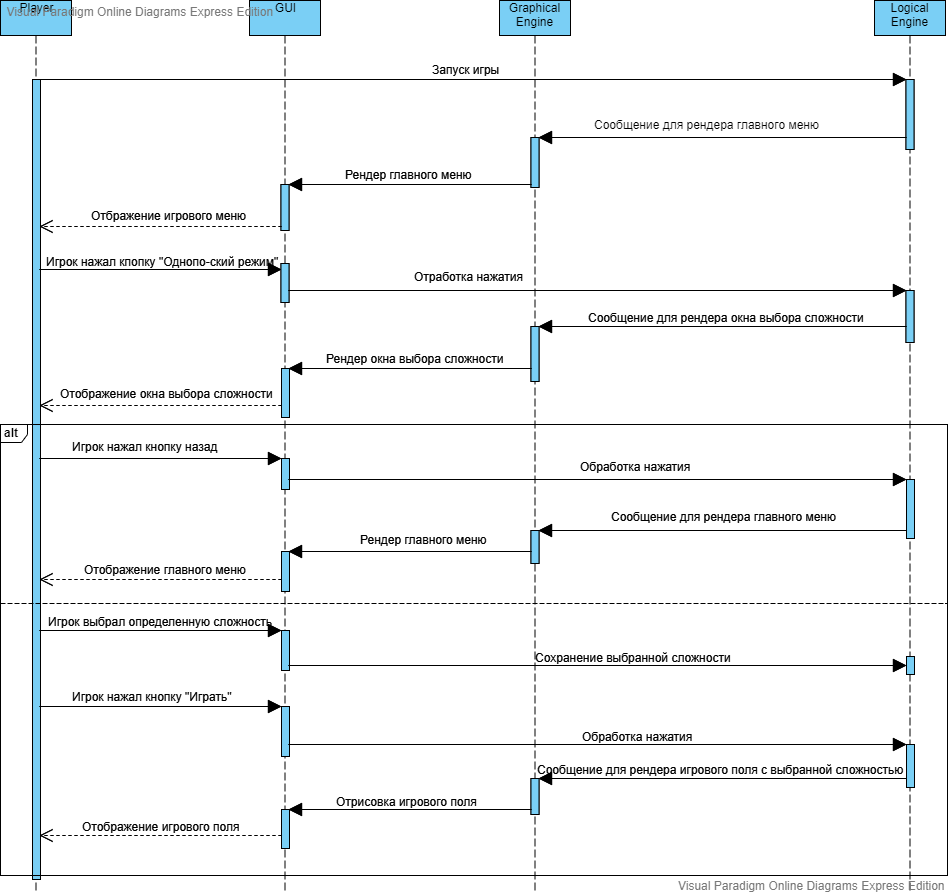 Visual Paradigm Online Diagrams Express Edition
Player
GUI
Graphical
Engine
Logical
Engine
Запуск игры
Сообщение для рендера главного меню
Рендер главного меню
Отбражение игрового меню
Игрок нажал кпопку "Однопо-ский режим"
Отработка нажатия
Сообщение для рендера окна выбора сложности
Рендер окна выбора сложности
Отображение окна выбора сложности
alt
Игрок нажал кнопку назад
Обработка нажатия
Сообщение для рендера главного меню
Рендер главного меню
Отображение главного меню
Игрок выбрал определенную сложность
Сохранение выбранной сложности
Игрок нажал кнопку "Играть"
Обработка нажатия
Сообщение для рендера игрового поля с выбранной сложностью
Отрисовка игрового поля
Отображение игрового поля
Visual Paradigm Online Diagrams Express Edition